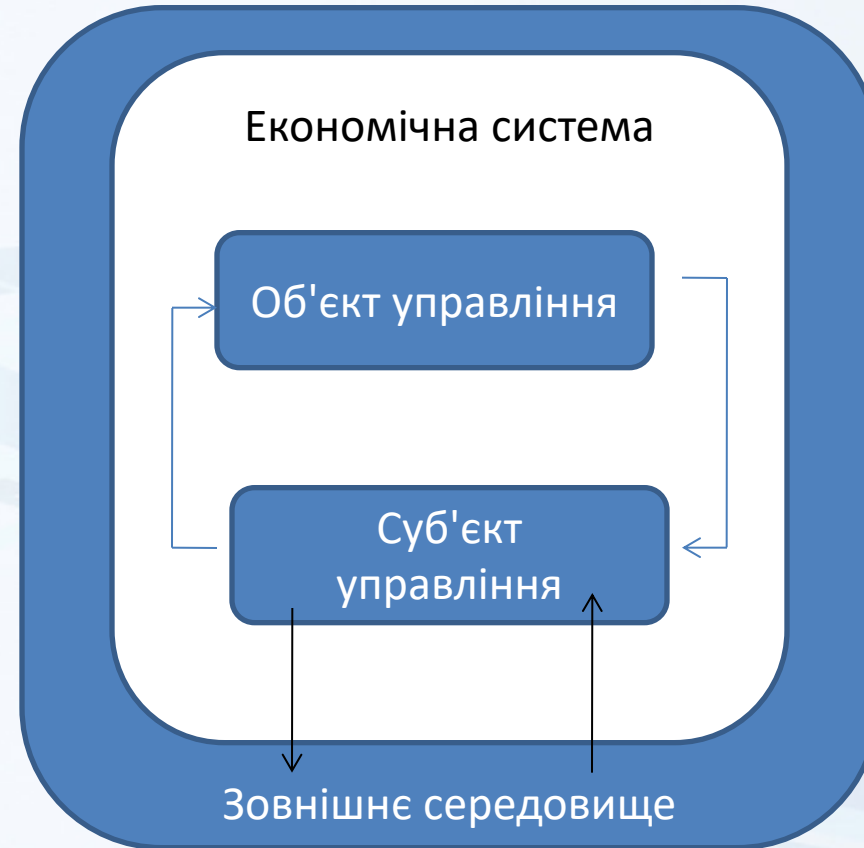 Економічна система
Об'єкт управління
Суб'єкт
управління
Зовнішнє середовище